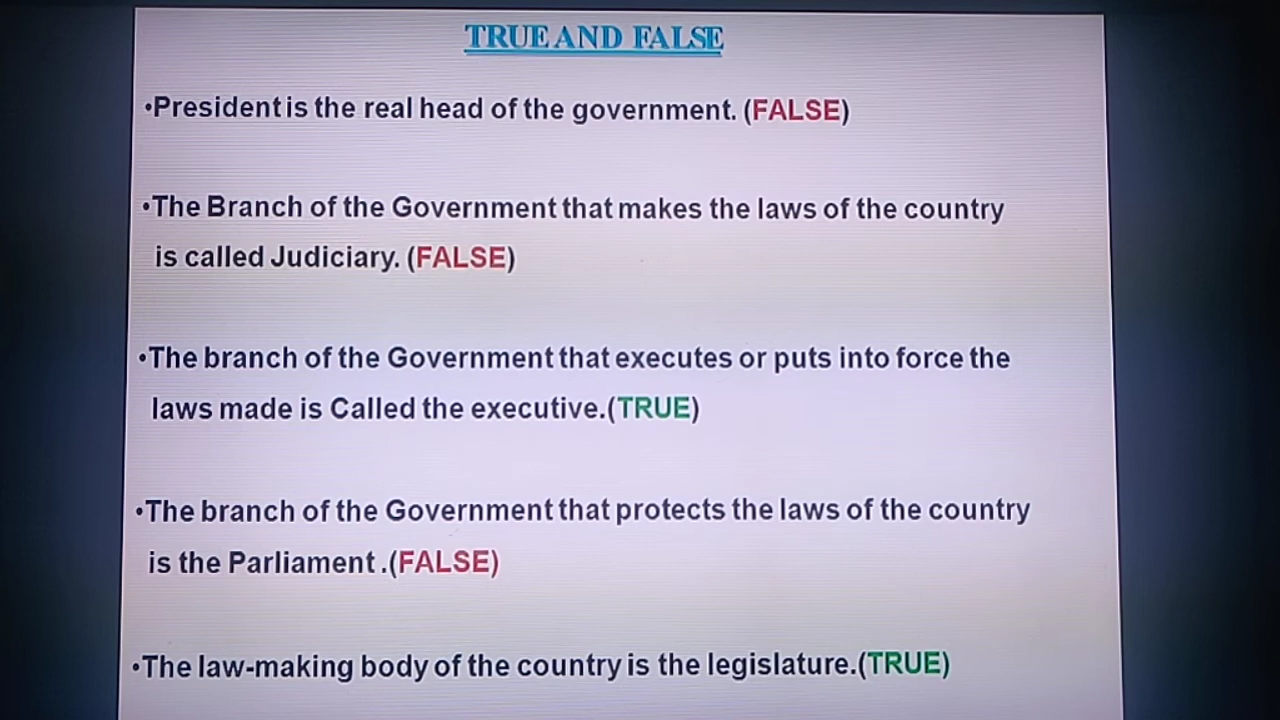 TRUE AND FALSE
•President is the real head of the government. (FALSE)
•The Branch of the Government that makes the laws of the country
is called Judiciary. (FALSE)
•The branch of the Government that executes or puts into force the
laws made is Called the executive.(TRUE)
•The branch of the Government that protects the laws of the country
is the Parliament .(FALSE)
•The law-making body of the country is the legislature.(TRUE)